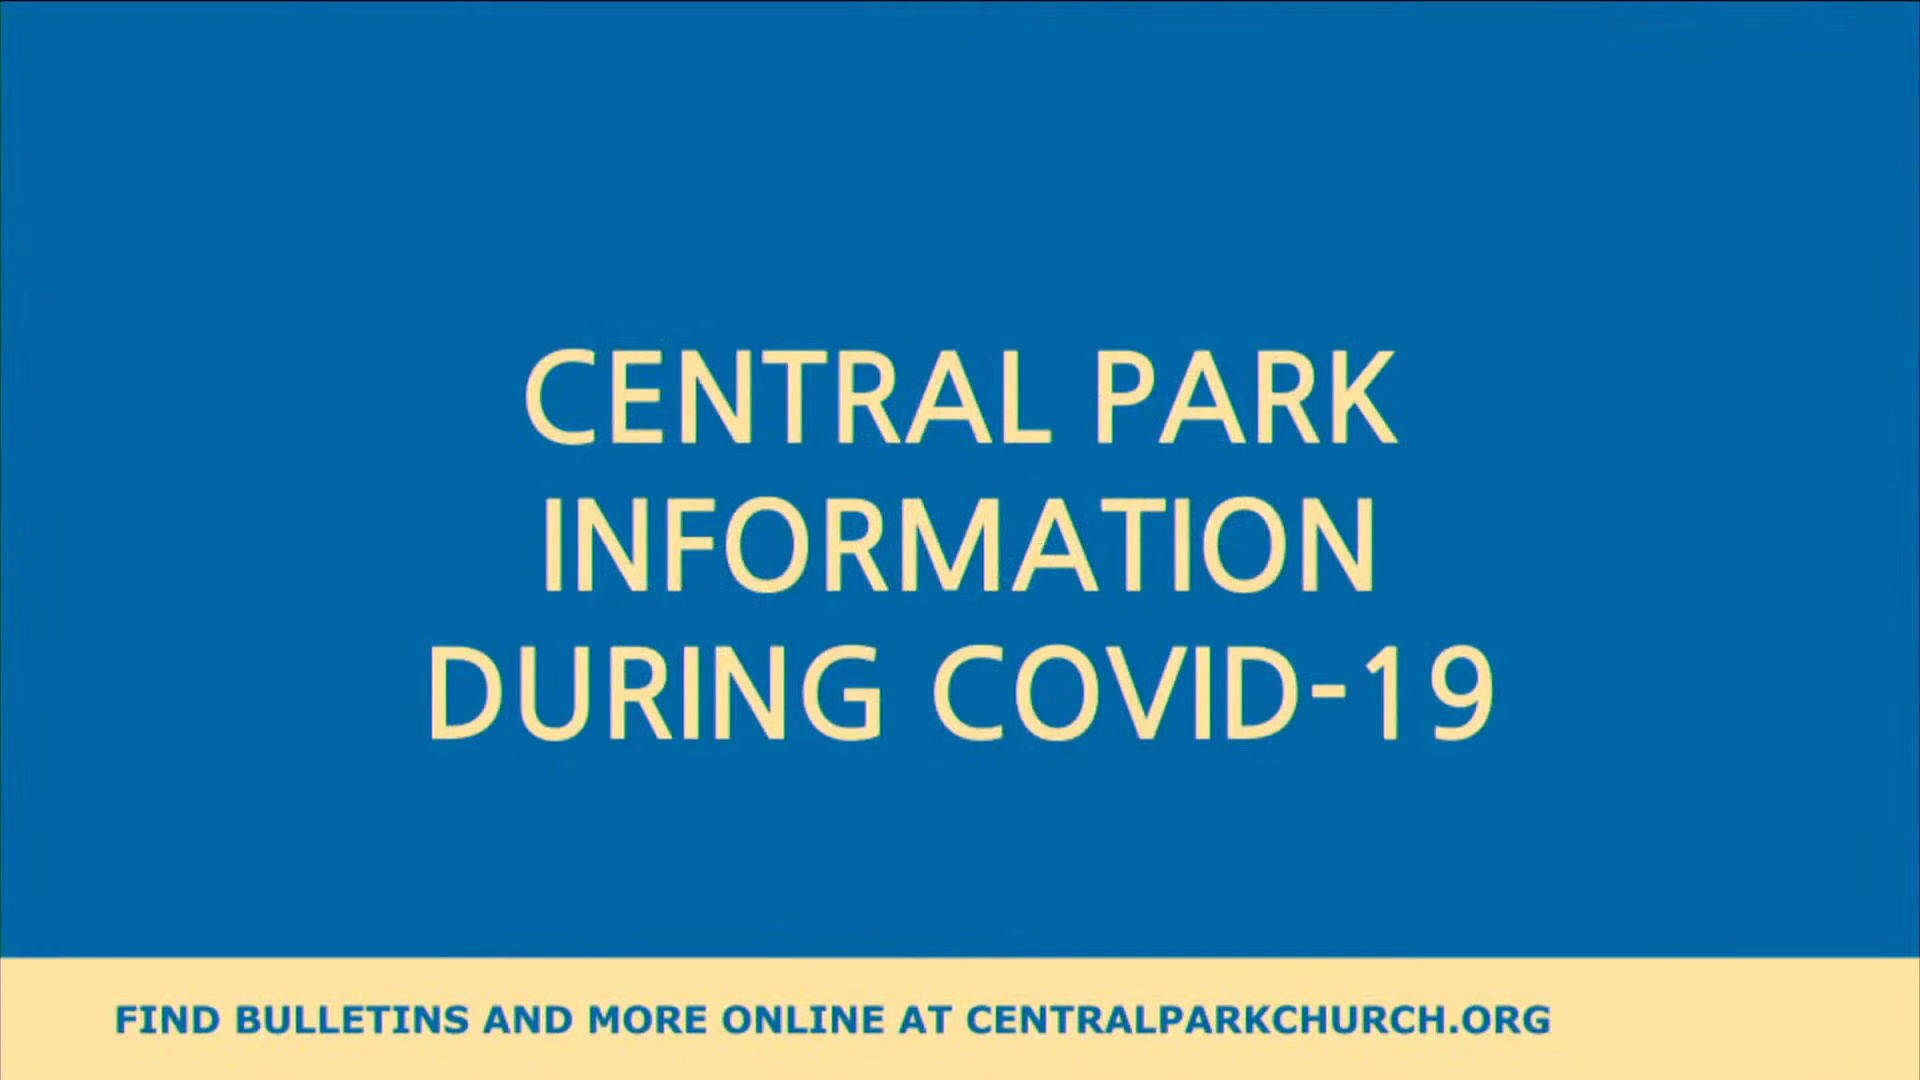 CENTRAL PARK
INFORMATION
DURING COVID-19
FIND BULLETINS AND MORE ONLINE AT CENTRALPARKCHURCH.ORG